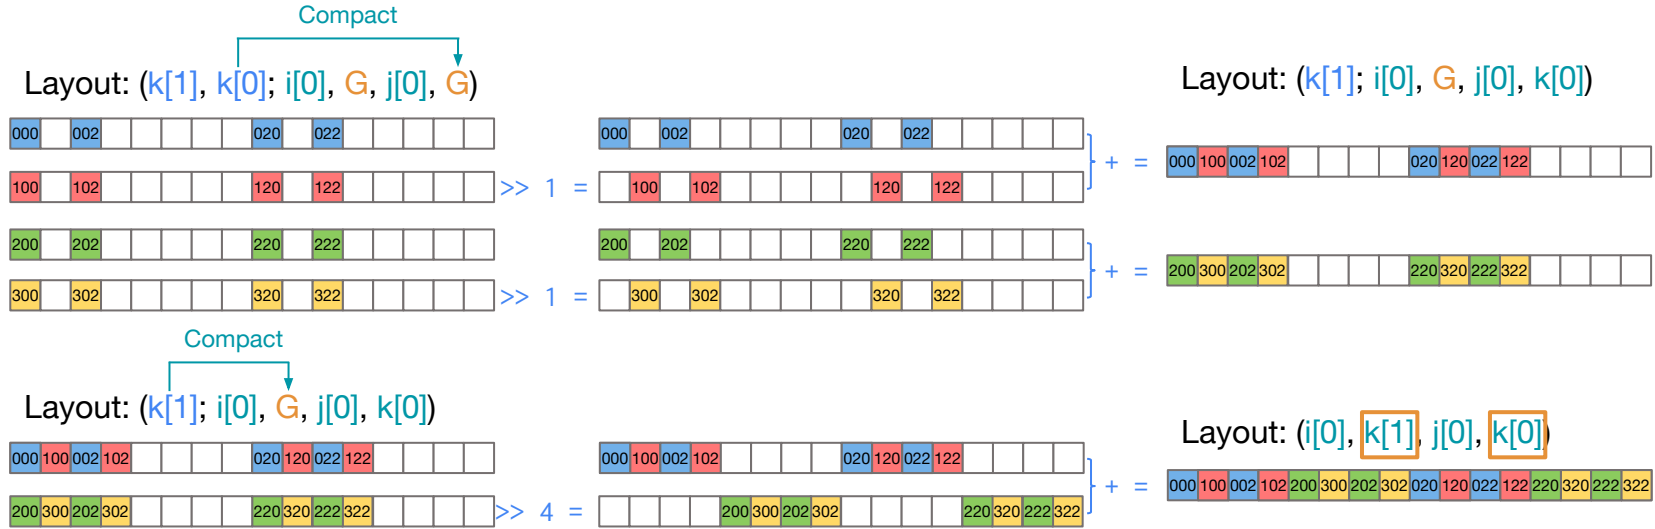 Compact
Layout: (k[1], k[0]; i[0], G, j[0], G)
Layout: (k[1]; i[0], G, j[0], k[0])
000 002 020 022
000 002 020 022
100 102 120 122 >> 1 =
100 102 120 122
+ =
000 100 002 102 020 120 022 122
200 202 220 222
200 202 220 222
300 302 320 322 >> 1 =
300 302 320 322
+ =
200 300 202 302 220 320 222 322
Compact
Layout: (k[1]; i[0], G, j[0], k[0])
Layout: (i[0], k[1], j[0], k[0])
000 100 002 102 020 120 022 122
000 100 002 102 020 120 022 122
200 300 202 302 220 320 222 322 >> 4 =
200 300 202 302 220 320 222 322
+ =
000 100 002 102 200 300 202 302 020 120 022 122 220 320 222 322